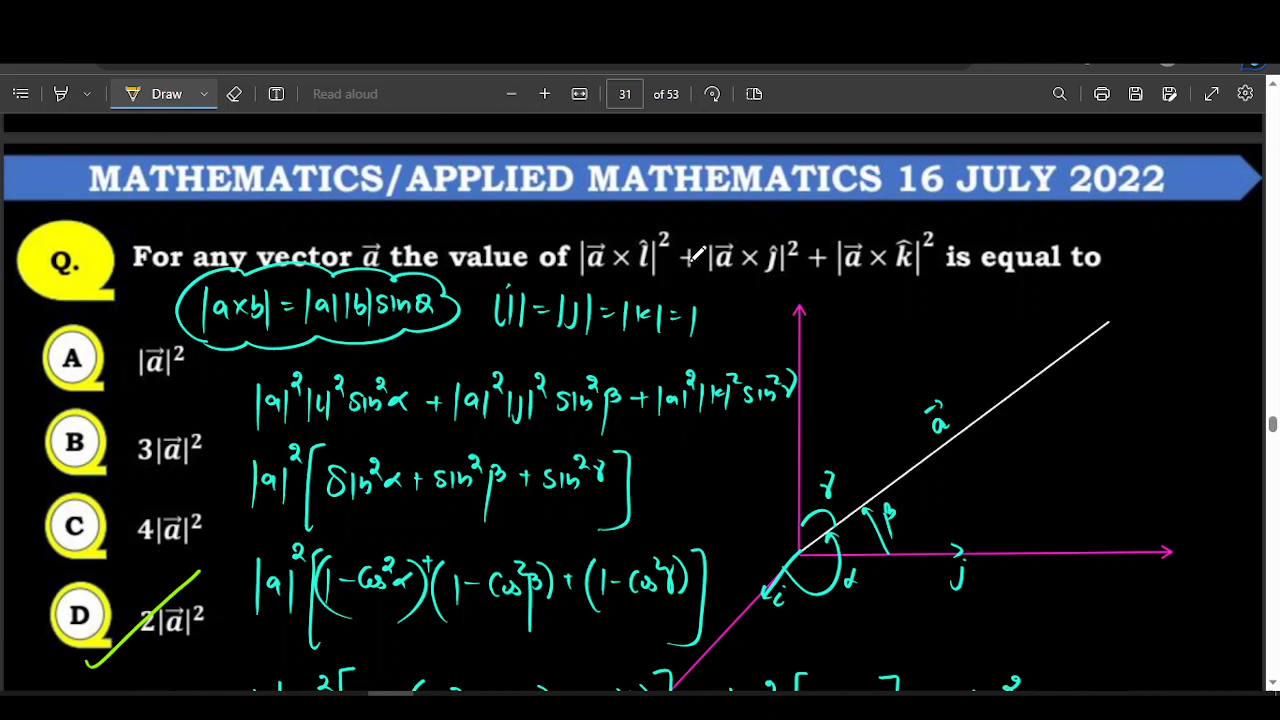 Draw
Read aloud
31 of 53
MATHEMATICS/APPLIED MATHEMATICS 16 JULY 2022
Q. For any vector a⃗ the value of |a⃗ × î|² + |a⃗ × ĵ|² + |a⃗ × k̂|² is equal to
|a×b| = |a||b|sinθ |i| = |j| = |k| = 1
A |a⃗|²
|a|²|i|²sin²α + |a|²|j|²sin²β + |a|²|k|²sin²γ
B 3|a⃗|²
|a|²[sin²α + sin²β + sin²γ]
C 4|a⃗|²
|a|²[(1-cos²α)+(1-cos²β)+(1-cos²γ)]
D 2|a⃗|²
a⃗
γ
β
j
α
i